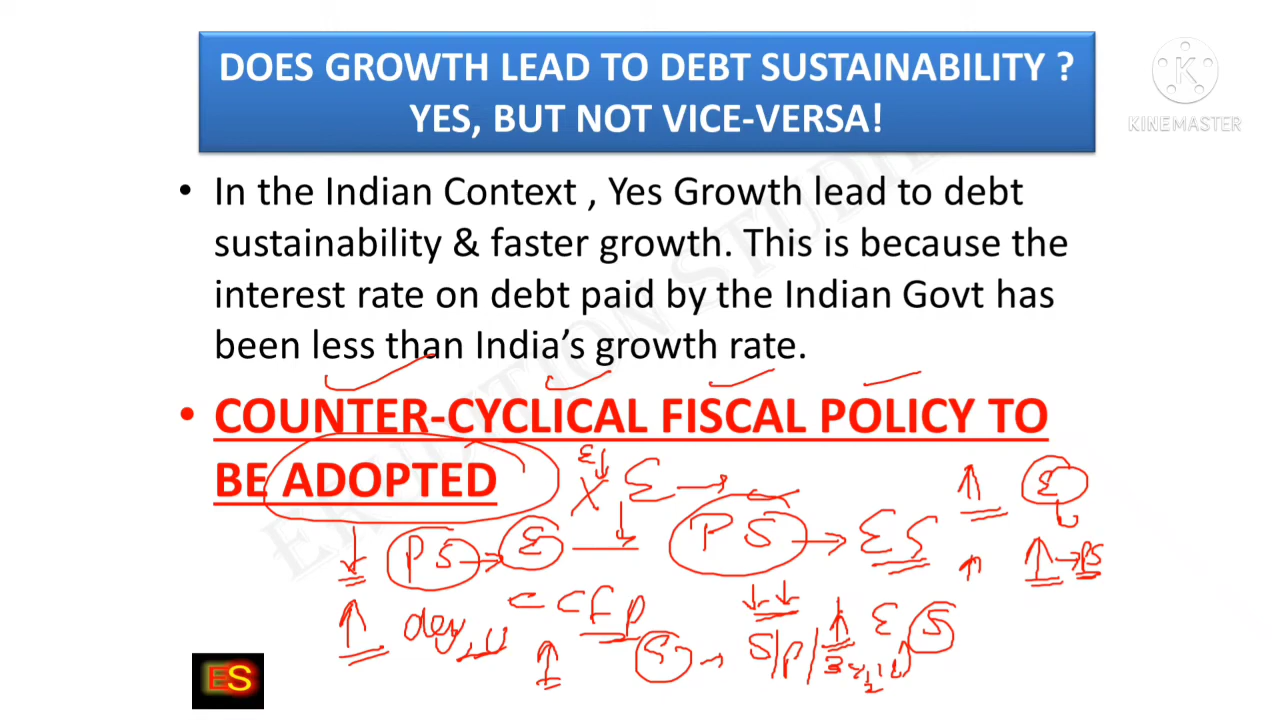 DOES GROWTH LEAD TO DEBT SUSTAINABILITY ?
YES, BUT NOT VICE-VERSA!
KINEMASTER
• In the Indian Context , Yes Growth lead to debt
sustainability & faster growth. This is because the
interest rate on debt paid by the Indian Govt has
been less than India's growth rate.
• COUNTER-CYCLICAL FISCAL POLICY TO
BE ADOPTED
PS
PS
PS
CCFP
S/P/
ES